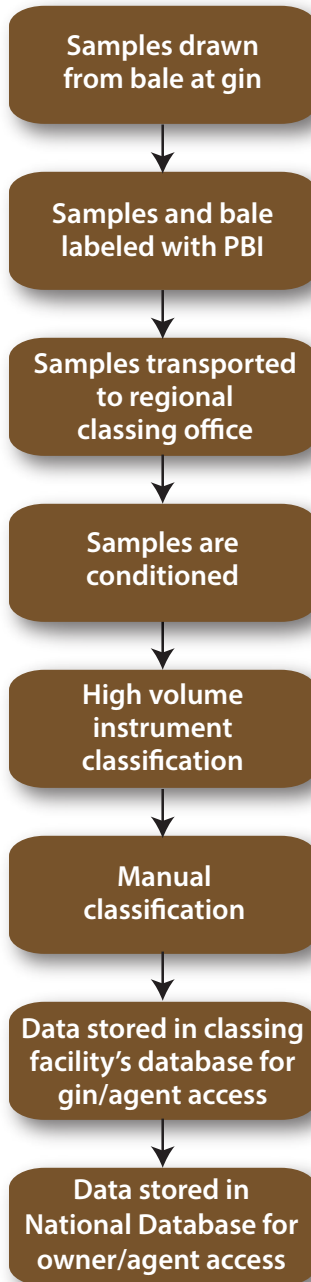 Samples drawn
from bale at gin
Samples and bale
labeled with PBI
Samples transported
to regional
classing office
Samples are
conditioned
High volume
instrument
classification
Manual
classification
Data stored in classing
facility's database for
gin/agent access
Data stored in
National Database for
owner/agent access